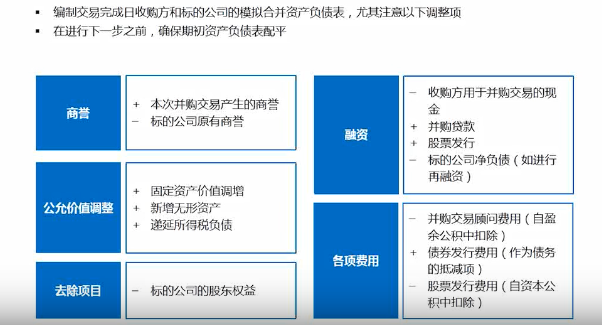 ▪ 编制交易完成日收购方和标的公司的模拟合并资产负债表，尤其注意以下调整项
▪ 在进行下一步之前，确保期初资产负债表配平
商誉
+ 本次并购交易产生的商誉
− 标的公司原有商誉
公允价值调整
+ 固定资产价值调增
+ 新增无形资产
+ 递延所得税负债
去除项目
− 标的公司的股东权益
融资
− 收购方用于并购交易的现
金
+ 并购贷款
+ 股票发行
− 标的公司净负债（如进行
再融资）
各项费用
− 并购交易顾问费用（自盈
余公积中扣除）
+ 债券发行费用（作为债务
的抵减项）
− 股票发行费用（自资本公
积中扣除）